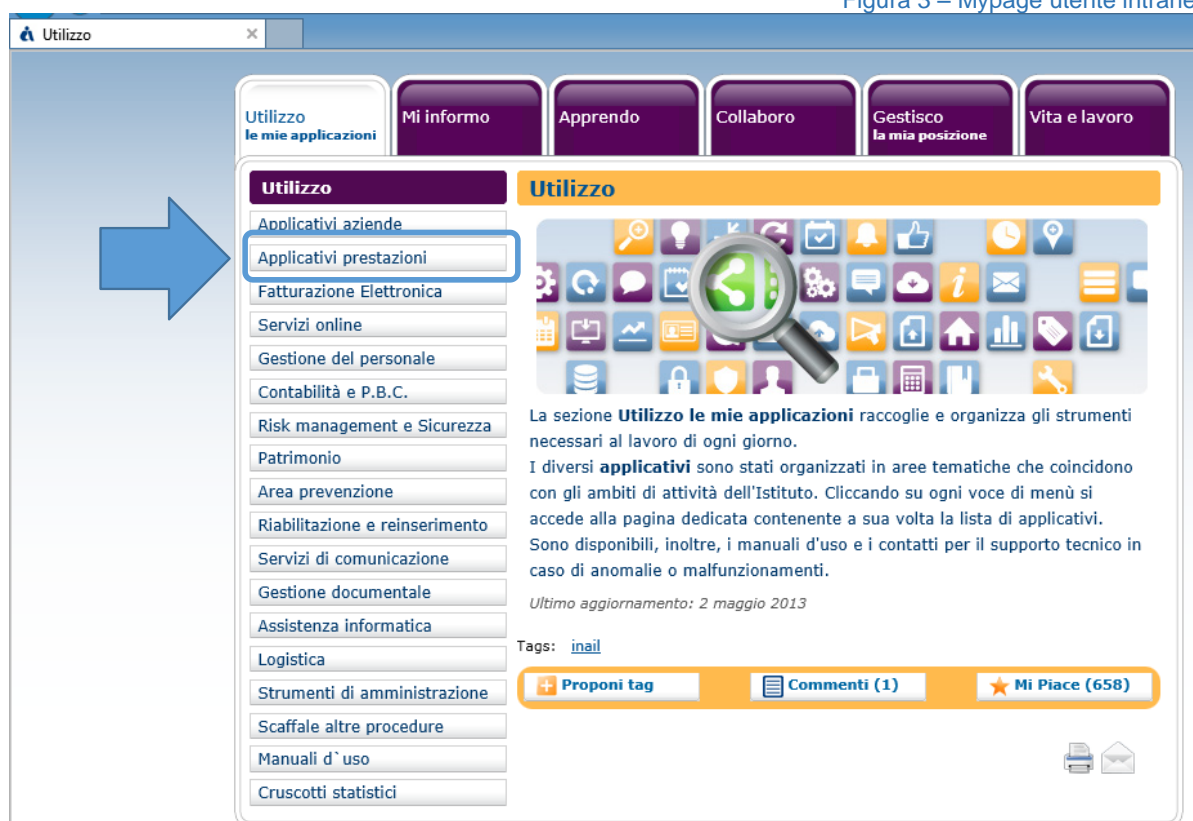 Figura 3 – Mypage utente intrane
Utilizzo
Utilizzo
le mie applicazioni
Mi informo
Apprendo
Collaboro
Gestisco
la mia posizione
Vita e lavoro
Utilizzo
Applicativi aziende
Applicativi prestazioni
Fatturazione Elettronica
Servizi online
Gestione del personale
Contabilità e P.B.C.
Risk management e Sicurezza
Patrimonio
Area prevenzione
Riabilitazione e reinserimento
Servizi di comunicazione
Gestione documentale
Assistenza informatica
Logistica
Strumenti di amministrazione
Scaffale altre procedure
Manuali d`uso
Cruscotti statistici
Utilizzo
La sezione Utilizzo le mie applicazioni raccoglie e organizza gli strumenti
necessari al lavoro di ogni giorno.
I diversi applicativi sono stati organizzati in aree tematiche che coincidono
con gli ambiti di attività dell'Istituto. Cliccando su ogni voce di menù si
accede alla pagina dedicata contenente a sua volta la lista di applicativi.
Sono disponibili, inoltre, i manuali d'uso e i contatti per il supporto tecnico in
caso di anomalie o malfunzionamenti.
Ultimo aggiornamento: 2 maggio 2013
Tags: inail
Proponi tag
Commenti (1)
Mi Piace (658)